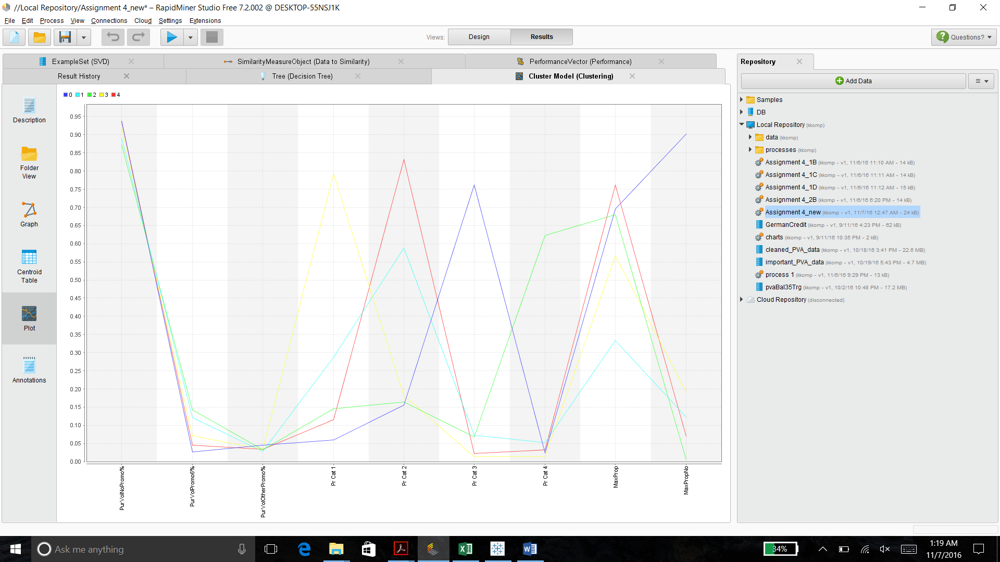 //Local Repository/Assignment 4_new* – RapidMiner Studio Free 7.2.002 @ DESKTOP-55NSJ1K
File Edit Process View Connections Cloud Settings Extensions
Views: Design Results
Questions?
ExampleSet (SVD) SimilarityMeasureObject (Data to Similarity) PerformanceVector (Performance)
Result History Tree (Decision Tree) Cluster Model (Clustering)
Description
Folder
View
Graph
Centroid
Table
Plot
Annotations
0 1 2 3 4
0.95
0.90
0.85
0.80
0.75
0.70
0.65
0.60
0.55
0.50
0.45
0.40
0.35
0.30
0.25
0.20
0.15
0.10
0.05
0.00
PurVolNoPromo%
PurVolPromo6%
PurVolOtherPromo%
Pr Cat 1
Pr Cat 2
Pr Cat 3
Pr Cat 4
MaxProp
MaxPropNo
Repository
Add Data
Samples
DB
Local Repository (kkomp)
data (kkomp)
processes (kkomp)
Assignment 4_1B (kkomp - v1, 11/6/16 11:10 AM - 14 kB)
Assignment 4_1C (kkomp - v1, 11/6/16 11:11 AM - 14 kB)
Assignment 4_1D (kkomp - v1, 11/6/16 11:12 AM - 15 kB)
Assignment 4_2B (kkomp - v1, 11/6/16 6:20 PM - 14 kB)
Assignment 4_new (kkomp - v1, 11/7/16 12:47 AM - 24 kB)
GermanCredit (kkomp - v1, 9/11/16 4:23 PM - 62 kB)
charts (kkomp - v1, 9/11/16 10:35 PM - 2 kB)
cleaned_PVA_data (kkomp - v1, 10/18/16 3:41 PM - 22.6 MB)
important_PVA_data (kkomp - v1, 10/19/16 5:43 PM - 4.7 MB)
process 1 (kkomp - v1, 11/6/16 9:29 PM - 13 kB)
pvaBal35Trg (kkomp - v1, 10/2/16 10:48 PM - 17.2 MB)
Cloud Repository (disconnected)
Ask me anything
34%
1:19 AM
11/7/2016